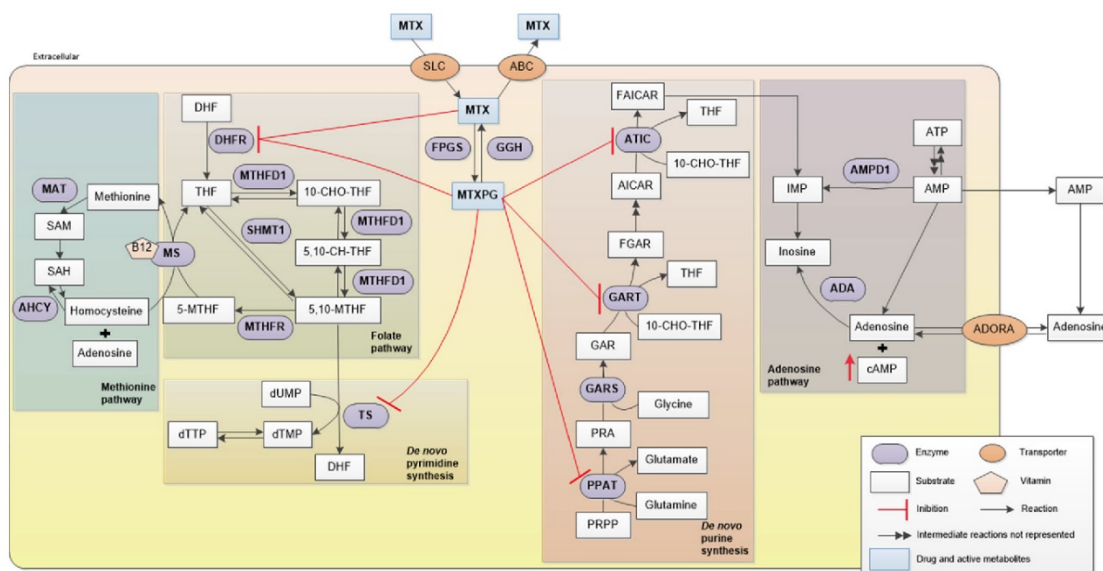 MTX
MTX
Extracellular
SLC
ABC
MTX
FPGS
GGH
MTXPG
DHF
DHFR
MTHFD1
THF
10-CHO-THF
SHMT1
MTHFD1
5,10-CH-THF
MTHFD1
5-MTHF
5,10-MTHF
MTHFR
Folate
pathway
MAT
Methionine
SAM
B12
MS
SAH
AHCY
Homocysteine
+
Adenosine
Methionine
pathway
dUMP
TS
dTTP
dTMP
DHF
De novo
pyrimidine
synthesis
FAICAR
THF
ATIC
10-CHO-THF
AICAR
FGAR
THF
GART
10-CHO-THF
GAR
GARS
Glycine
PRA
Glutamate
PPAT
Glutamine
PRPP
De novo
purine
synthesis
ATP
AMPD1
IMP
AMP
AMP
Inosine
ADA
Adenosine
ADORA
Adenosine
+
cAMP
Adenosine
pathway
Enzyme
Transporter
Substrate
Vitamin
Inibition
Reaction
Intermediate reactions not represented
Drug and active metabolites